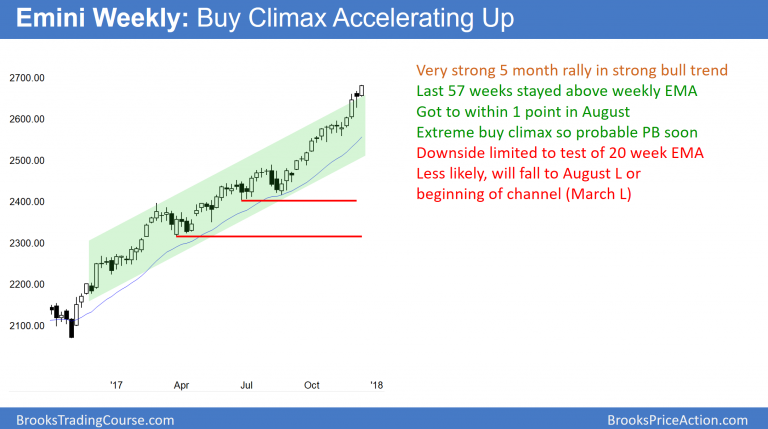 Emini Weekly: Buy Climax Accelerating Up
Very strong 5 month rally in strong bull trend
Last 57 weeks stayed above weekly EMA
Got to within 1 point in August
Extreme buy climax so probable PB soon
Downside limited to test of 20 week EMA
Less likely, will fall to August L or
beginning of channel (March L)
2700.00
2600.00
2500.00
2400.00
2300.00
2200.00
2100.00
'17 Apr Jul Oct '18
BrooksTradingCourse.com BrooksPriceAction.com